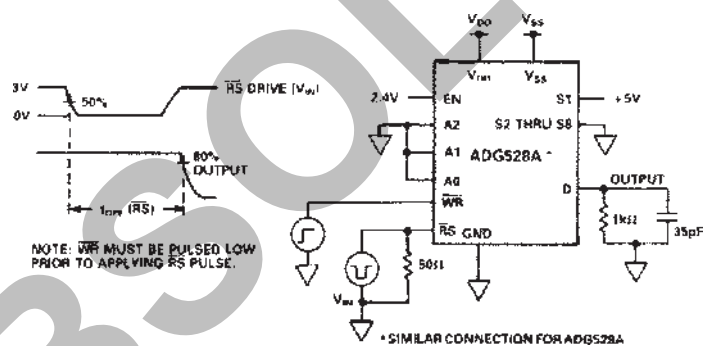 3V
0V
50%
RS DRIVE (VIN)
80%
OUTPUT
tOFF (RS)
NOTE: WR MUST BE PULSED LOW
PRIOR TO APPLYING RS PULSE.
VDD
VSS
VDD
VSS
2.4V
EN
S1
+5V
A2
S2 THRU S8
A1
ADG528A *
A0
D
OUTPUT
WR
RS
GND
1kΩ
35pF
50Ω
VIN
* SIMILAR CONNECTION FOR ADG529A
OBSOL